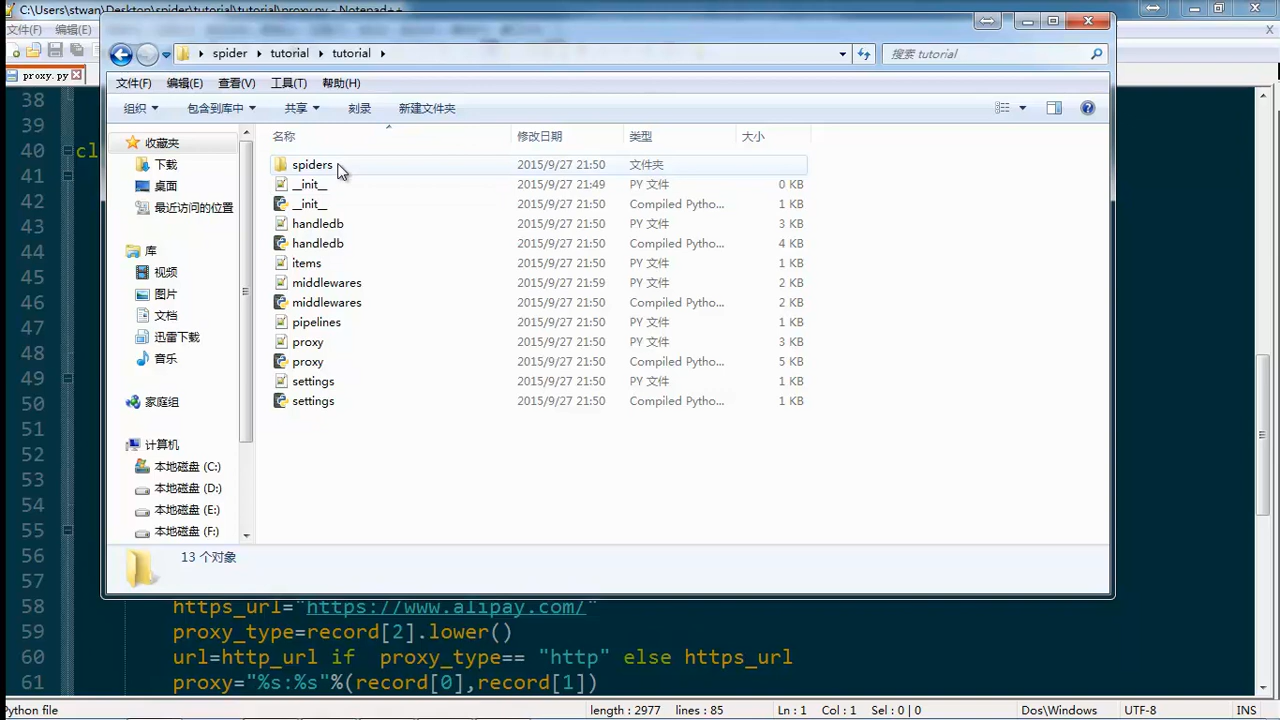 C:\Users\stwan\Desktop\spider\tutorial\tutorial\proxy.py - Notepad++
文件(F) 编辑(E)
proxy.py
spider tutorial tutorial
搜索 tutorial
文件(F) 编辑(E) 查看(V) 工具(T) 帮助(H)
组织 包含到库中 共享 刻录 新建文件夹
名称 修改日期 类型 大小
收藏夹
下载
桌面
最近访问的位置
库
视频
图片
文档
迅雷下载
音乐
家庭组
计算机
本地磁盘 (C:)
本地磁盘 (D:)
本地磁盘 (E:)
本地磁盘 (F:)
spiders 2015/9/27 21:50 文件夹
__init__ 2015/9/27 21:49 PY 文件 0 KB
__init__ 2015/9/27 21:50 Compiled Pytho... 1 KB
handledb 2015/9/27 21:50 PY 文件 3 KB
handledb 2015/9/27 21:50 Compiled Pytho... 4 KB
items 2015/9/27 21:50 PY 文件 1 KB
middlewares 2015/9/27 21:59 PY 文件 2 KB
middlewares 2015/9/27 21:50 Compiled Pytho... 2 KB
pipelines 2015/9/27 21:50 PY 文件 1 KB
proxy 2015/9/27 21:50 PY 文件 3 KB
proxy 2015/9/27 21:50 Compiled Pytho... 5 KB
settings 2015/9/27 21:50 PY 文件 1 KB
settings 2015/9/27 21:50 Compiled Pytho... 1 KB
13 个对象
38
39
40 cl
41
42
43
44
45
46
47
48
49
50
51
52
53
54
55
56
57
58 https_url="https://www.alipay.com/"
59 proxy_type=record[2].lower()
60 url=http_url if proxy_type== "http" else https_url
61 proxy="%s:%s"%(record[0],record[1])
Python file length : 2977 lines : 85 Ln : 1 Col : 1 Sel : 0 | 0 Dos\Windows UTF-8 INS